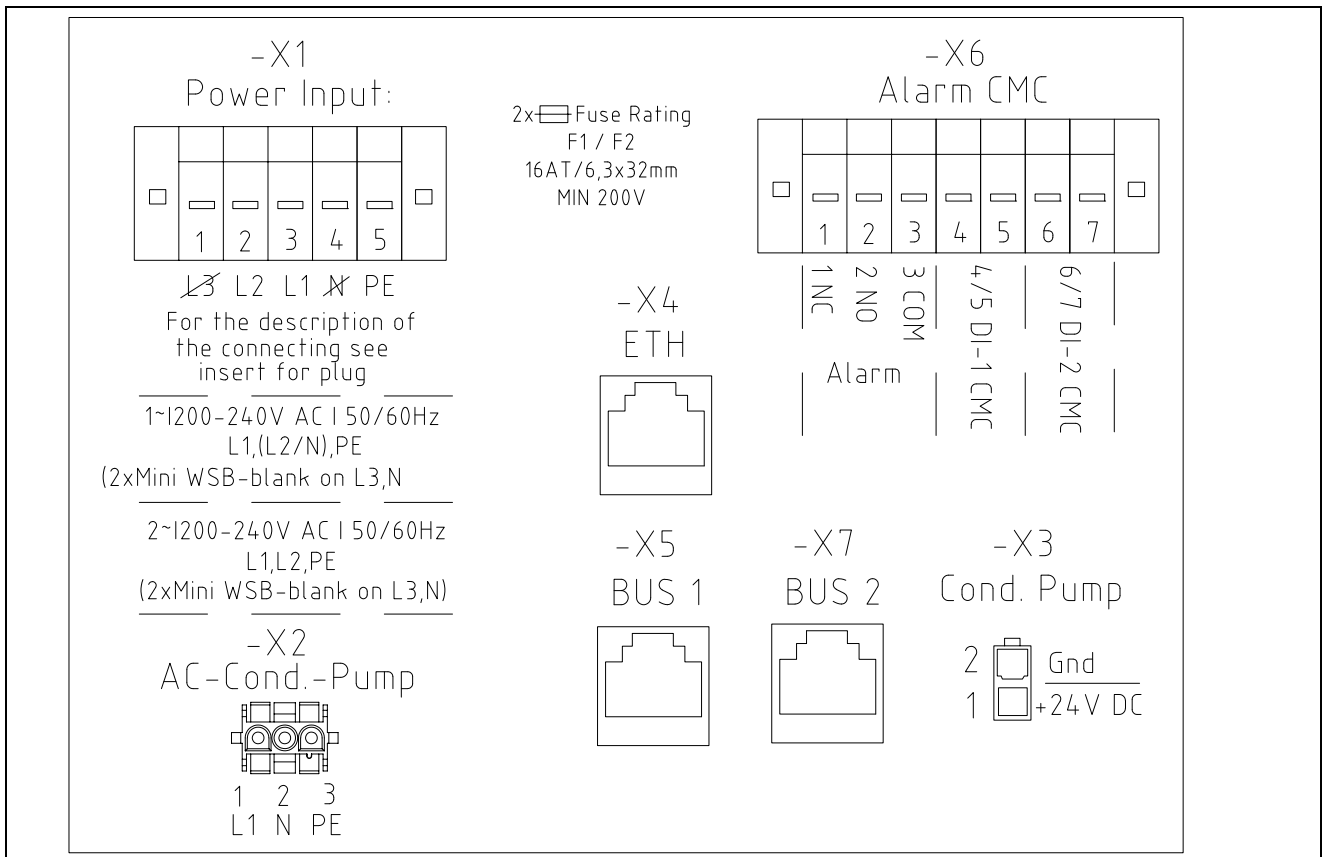 -X1
Power Input:
1 2 3 4 5
L3 L2 L1 N PE
For the description of
the connecting see
insert for plug
1~I200-240V AC I 50/60Hz
L1,(L2/N),PE
(2xMini WSB-blank on L3,N
2~I200-240V AC I 50/60Hz
L1,L2,PE
(2xMini WSB-blank on L3,N)
-X2
AC-Cond.-Pump
1 2 3
L1 N PE
2x Fuse Rating
F1 / F2
16AT/6,3x32mm
MIN 200V
-X6
Alarm CMC
1 2 3 4 5 6 7
1 NC
2 NO
3 COM
4/5 DI-1 CMC
6/7 DI-2 CMC
Alarm
-X4
ETH
-X5
BUS 1
-X7
BUS 2
-X3
Cond. Pump
2 Gnd
1 +24V DC